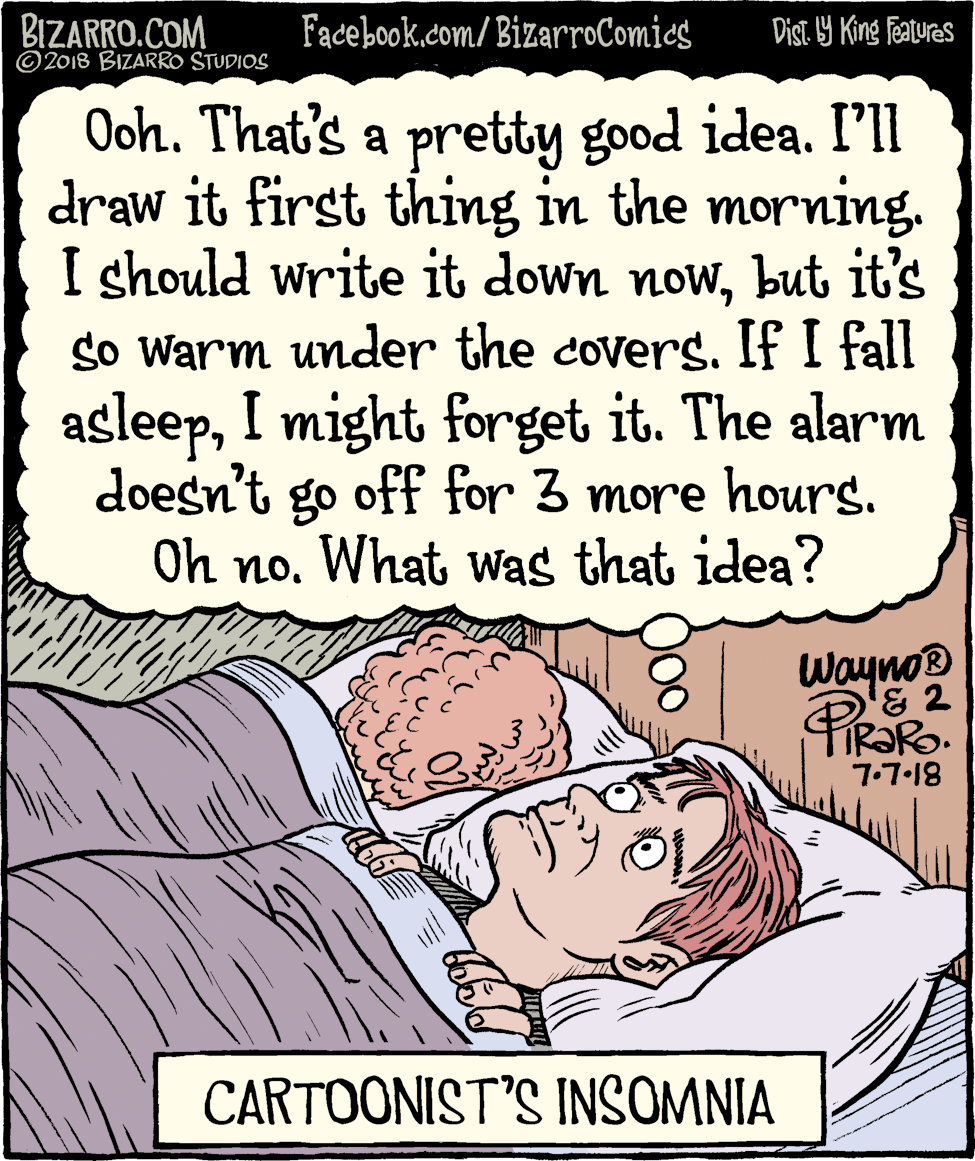 BIZARRO.COM
Facebook.com/BizarroComics
Dist. by King Features
© 2018 BIZARRO STUDIOS
Ooh. That's a pretty good idea. I'll
draw it first thing in the morning.
I should write it down now, but it's
so warm under the covers. If I fall
asleep, I might forget it. The alarm
doesn't go off for 3 more hours.
Oh no. What was that idea?
Wayno®
& 2
PIRARO.
7.7.18
CARTOONIST'S INSOMNIA